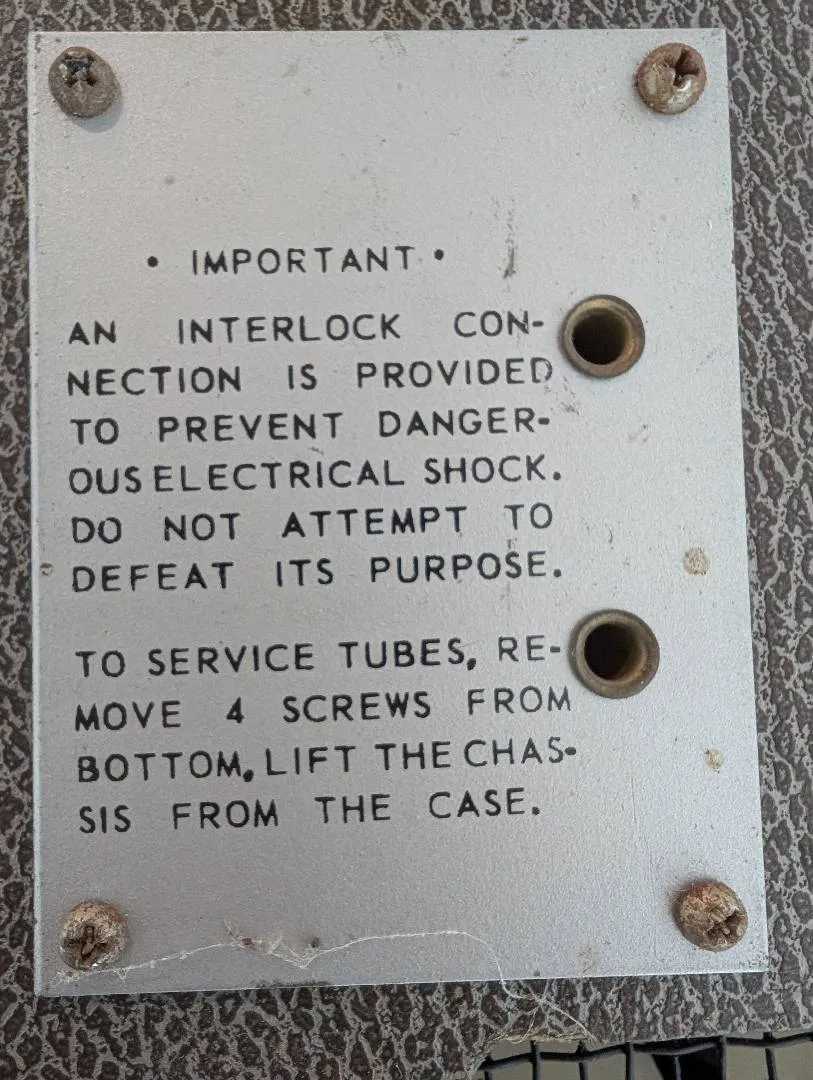 • IMPORTANT •
AN INTERLOCK CON-
NECTION IS PROVIDED
TO PREVENT DANGER-
OUS ELECTRICAL SHOCK.
DO NOT ATTEMPT TO
DEFEAT ITS PURPOSE.
TO SERVICE TUBES, RE-
MOVE 4 SCREWS FROM
BOTTOM, LIFT THE CHAS-
SIS FROM THE CASE.